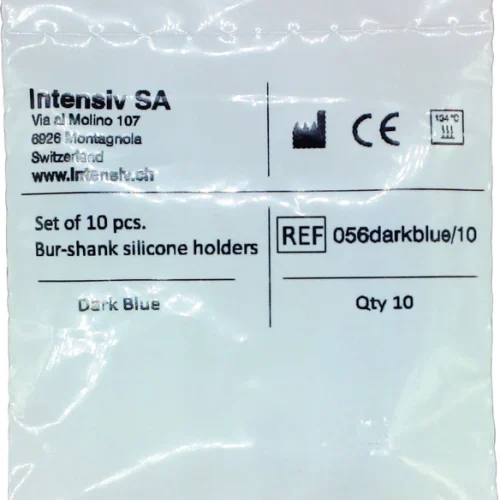 Intensiv SA
Via al Molino 107
6926 Montagnola
Switzerland
www.Intensiv.ch
CE
134 °C
Set of 10 pcs.
Bur-shank silicone holders
REF 056darkblue/10
Dark Blue
Qty 10